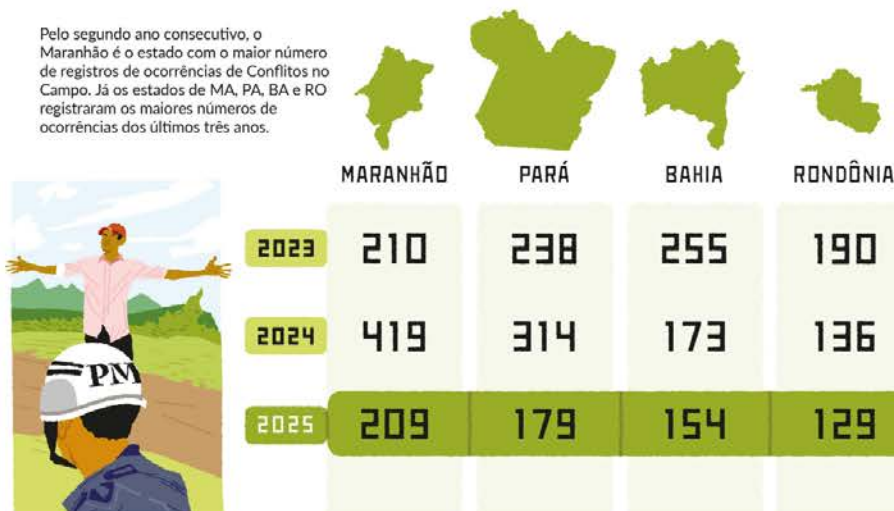 Pelo segundo ano consecutivo, o
Maranhão é o estado com o maior número
de registros de ocorrências de Conflitos no
Campo. Já os estados de MA, PA, BA e RO
registraram os maiores números de
ocorrências dos últimos três anos.
MARANHÃO PARÁ BAHIA RONDÔNIA
2023 210 238 255 190
2024 419 314 173 136
2025 209 179 154 129
PM